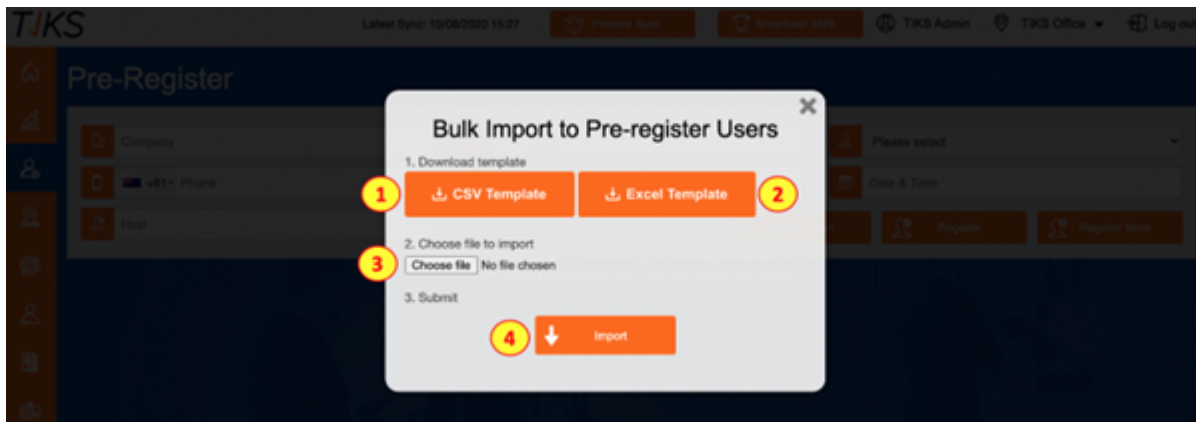 TIKS
Latest Sync: 10/08/2020 15:27
Procore Sync
Broadcast SMS
TIKS Admin
TIKS Office
Log out
Pre-Register
Bulk Import to Pre-register Users
Company
Please select
1. Download template
+61
Phone
1
CSV Template
Excel Template
2
Date & Time
Host
Register
Register More
2. Choose file to import
3
Choose file
No file chosen
3. Submit
4
Import